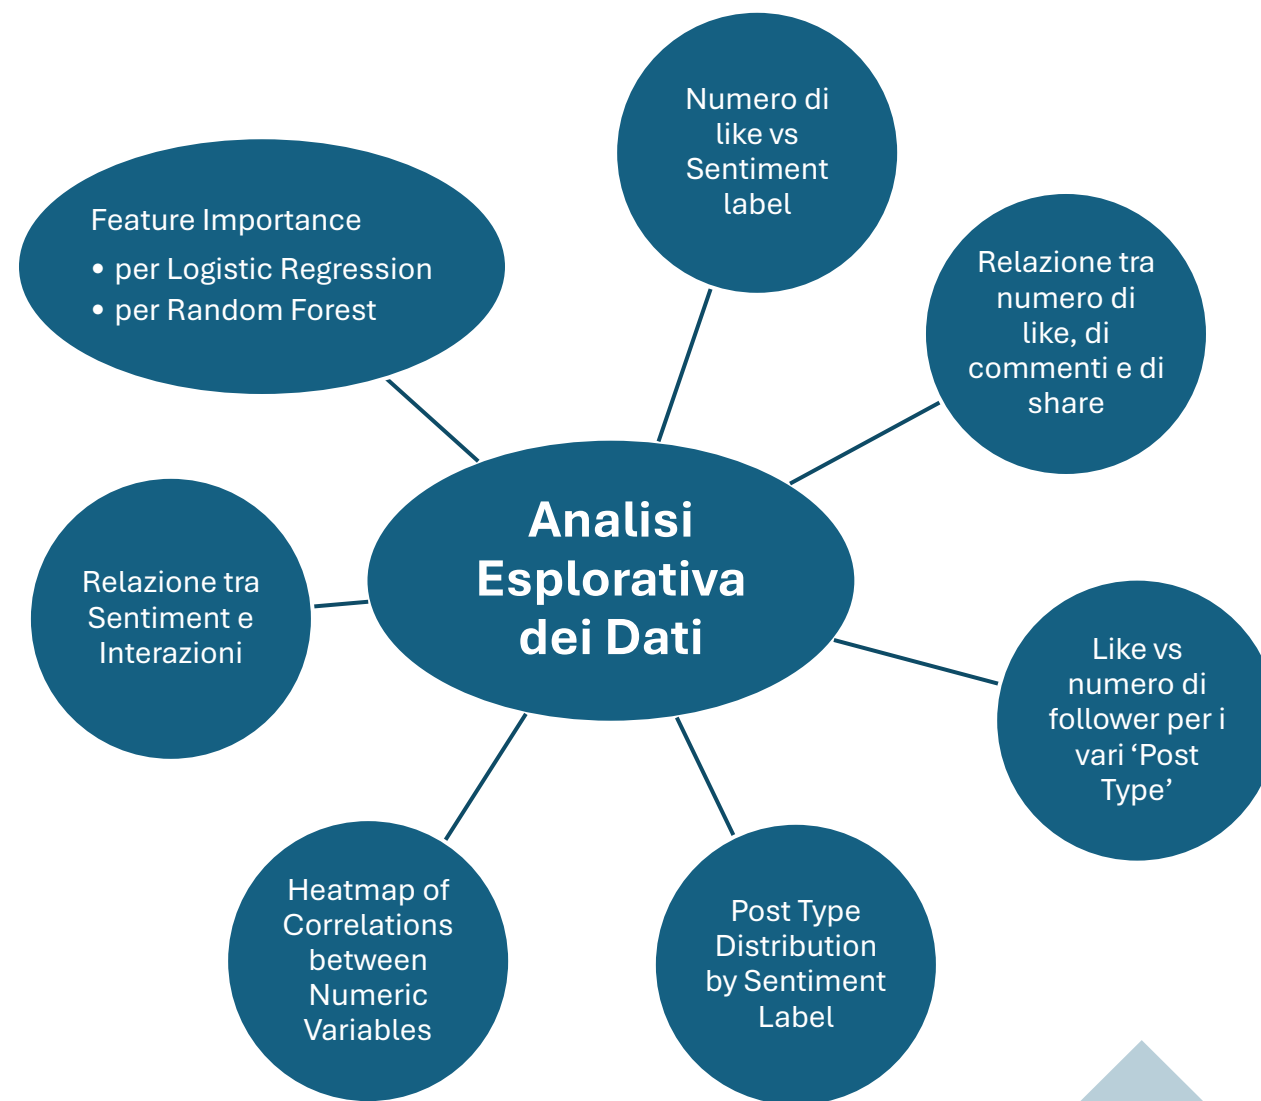 Numero di
like vs
Sentiment
label
Feature Importance
• per Logistic Regression
• per Random Forest
Relazione tra
numero di
like, di
commenti e di
share
Analisi
Esplorativa
dei Dati
Relazione tra
Sentiment e
Interazioni
Like vs
numero di
follower per i
vari ‘Post
Type’
Heatmap of
Correlations
between
Numeric
Variables
Post Type
Distribution
by Sentiment
Label